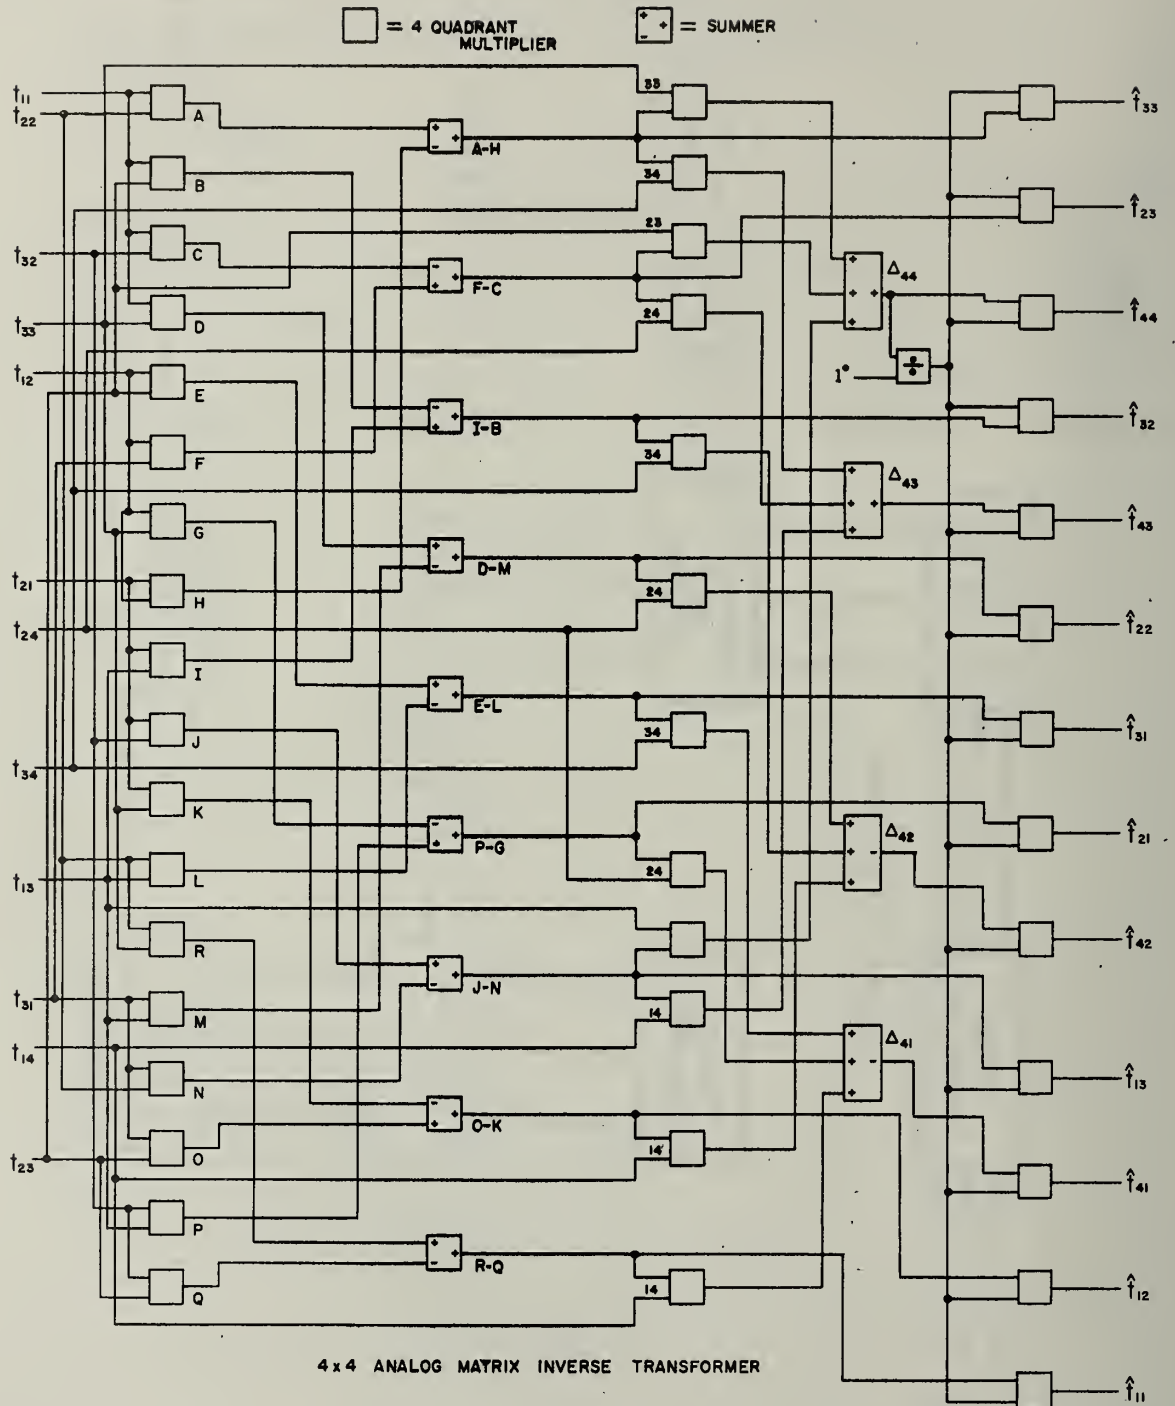 = 4 QUADRANT
MULTIPLIER
+ - + = SUMMER
t11
t22
A
+ - +
A-H
33
t̂33
B
34
t̂23
t32
C
- + +
F-C
23
+ + + +
Δ44
t33
D
24
t̂44
t12
E
1°
÷
- + +
I-B
t̂32
F
34
+ + + +
Δ43
G
t̂43
t21
H
+ - +
D-M
24
t24
t̂22
I
+ - +
E-L
J
34
t̂31
t34
K
- + +
P-G
+ + + -
Δ42
t̂21
t13
L
24
R
t̂42
+ - +
J-N
t31
M
14
+ + + -
Δ41
t14
N
t̂13
- + +
O-K
t23
O
14
t̂41
P
+ - +
R-Q
Q
14
t̂12
4 x 4 ANALOG MATRIX INVERSE TRANSFORMER
t̂11